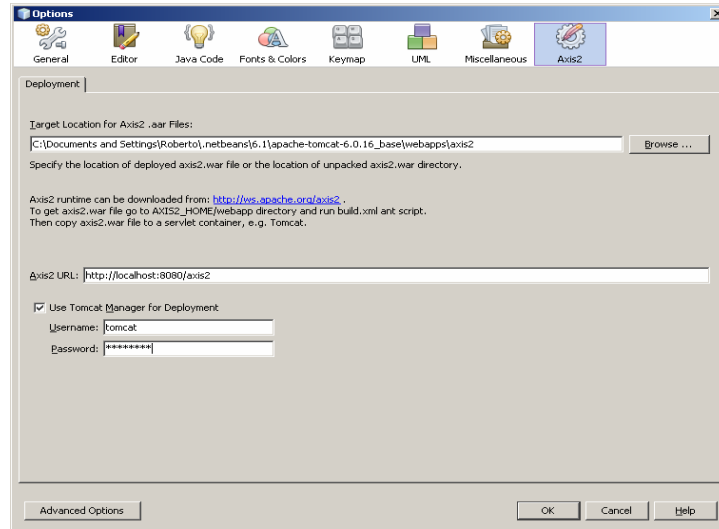 Options
General Editor Java Code Fonts & Colors Keymap UML Miscellaneous Axis2
Deployment
Target Location for Axis2 .aar Files:
C:\Documents and Settings\Roberto\.netbeans\6.1\apache-tomcat-6.0.16_base\webapps\axis2 Browse ...
Specify the location of deployed axis2.war file or the location of unpacked axis2.war directory.
Axis2 runtime can be downloaded from: http://ws.apache.org/axis2 .
To get axis2.war file go to AXIS2_HOME/webapp directory and run build.xml ant script.
Then copy axis2.war file to a servlet container, e.g. Tomcat.
Axis2 URL: http://localhost:8080/axis2
Use Tomcat Manager for Deployment
Username: tomcat
Password: ********
Advanced Options OK Cancel Help